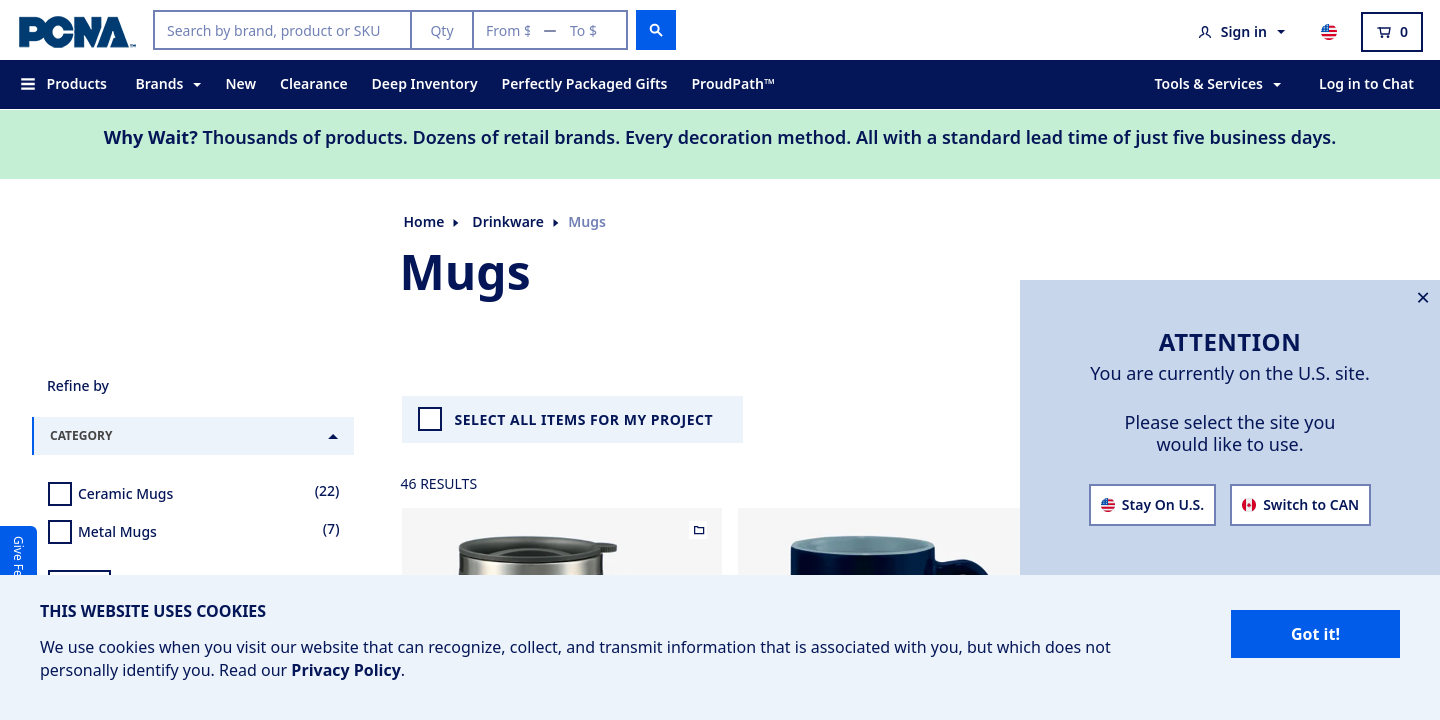 PCNA™
Search by brand, product or SKU
Qty
From $ — To $
Sign in
0
Products
Brands
New
Clearance
Deep Inventory
Perfectly Packaged Gifts
ProudPath™
Tools & Services
Log in to Chat
Why Wait? Thousands of products. Dozens of retail brands. Every decoration method. All with a standard lead time of just five business days.
Home
Drinkware
Mugs
Mugs
ATTENTION
You are currently on the U.S. site.
Please select the site you
would like to use.
Stay On U.S.
Switch to CAN
Refine by
CATEGORY
Ceramic Mugs
(22)
Metal Mugs
(7)
SELECT ALL ITEMS FOR MY PROJECT
46 RESULTS
Give
THIS WEBSITE USES COOKIES
We use cookies when you visit our website that can recognize, collect, and transmit information that is associated with you, but which does not
personally identify you. Read our Privacy Policy.
Got it!